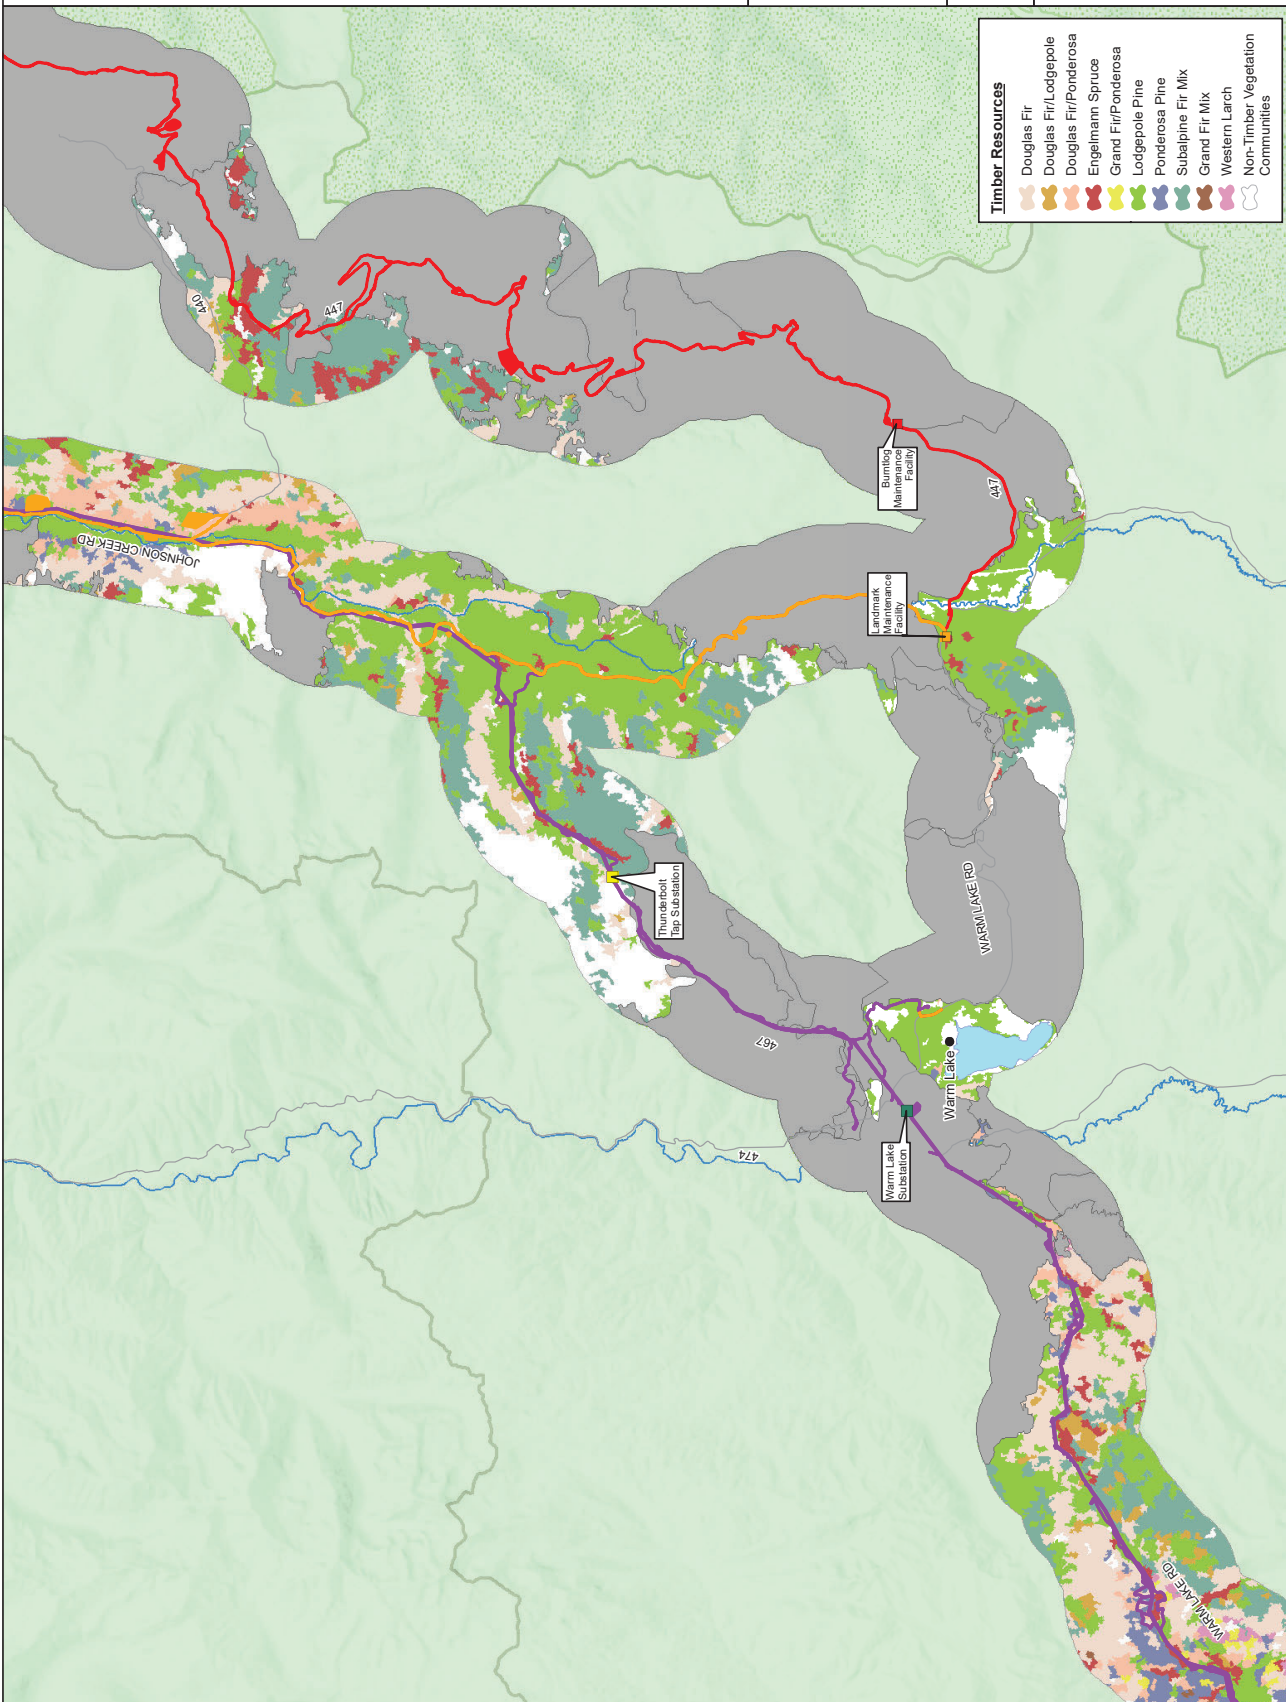 Timber Resources
Douglas Fir
Douglas Fir/Lodgepole
Douglas Fir/Ponderosa
Engelmann Spruce
Grand Fir/Ponderosa
Lodgepole Pine
Ponderosa Pine
Subalpine Fir Mix
Grand Fir Mix
Western Larch
Non-Timber Vegetation
Communities
440
447
JOHNSON CREEK RD
Burntlog
Maintenance
Facility
447
Landmark
Maintenance
Facility
Thunderbolt
Tap Substation
WARM LAKE RD
467
Warm Lake
474
Warm Lake
Substation
WARM LAKE RD